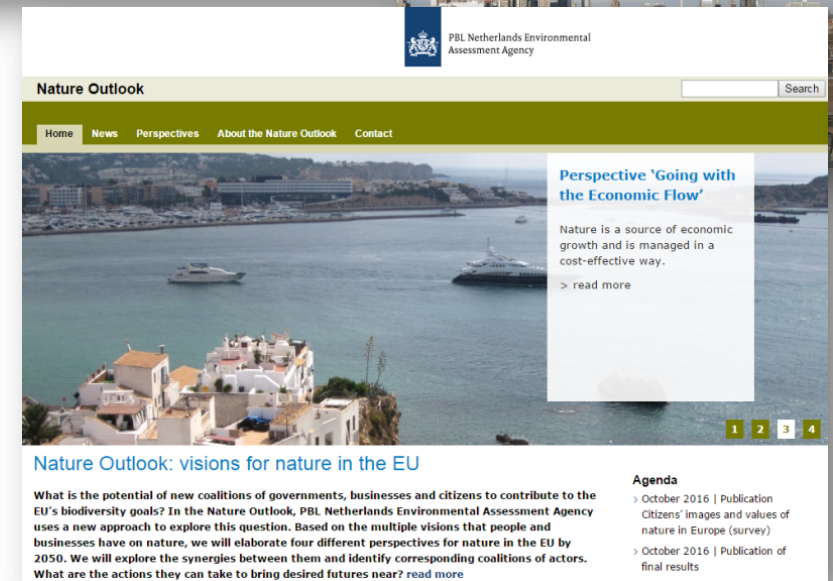 PBL Netherlands Environmental
Assessment Agency
Nature Outlook
Search
Home News Perspectives About the Nature Outlook Contact
Perspective ‘Going with
the Economic Flow’
Nature is a source of economic
growth and is managed in a
cost-effective way.
> read more
1 2 3 4
Nature Outlook: visions for nature in the EU
What is the potential of new coalitions of governments, businesses and citizens to contribute to the
EU’s biodiversity goals? In the Nature Outlook, PBL Netherlands Environmental Assessment Agency
uses a new approach to explore this question. Based on the multiple visions that people and
businesses have on nature, we will elaborate four different perspectives for nature in the EU by
2050. We will explore the synergies between them and identify corresponding coalitions of actors.
What are the actions they can take to bring desired futures near? read more
Agenda
> October 2016 | Publication
Citizens’ images and values of
nature in Europe (survey)
> October 2016 | Publication of
final results